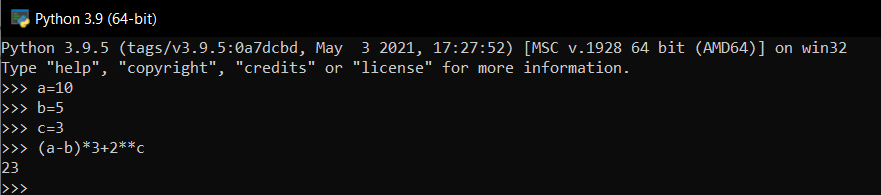 Python 3.9 (64-bit)
Python 3.9.5 (tags/v3.9.5:0a7dcbd, May  3 2021, 17:27:52) [MSC v.1928 64 bit (AMD64)] on win32
Type "help", "copyright", "credits" or "license" for more information.
>>> a=10
>>> b=5
>>> c=3
>>> (a-b)*3+2**c
23
>>>